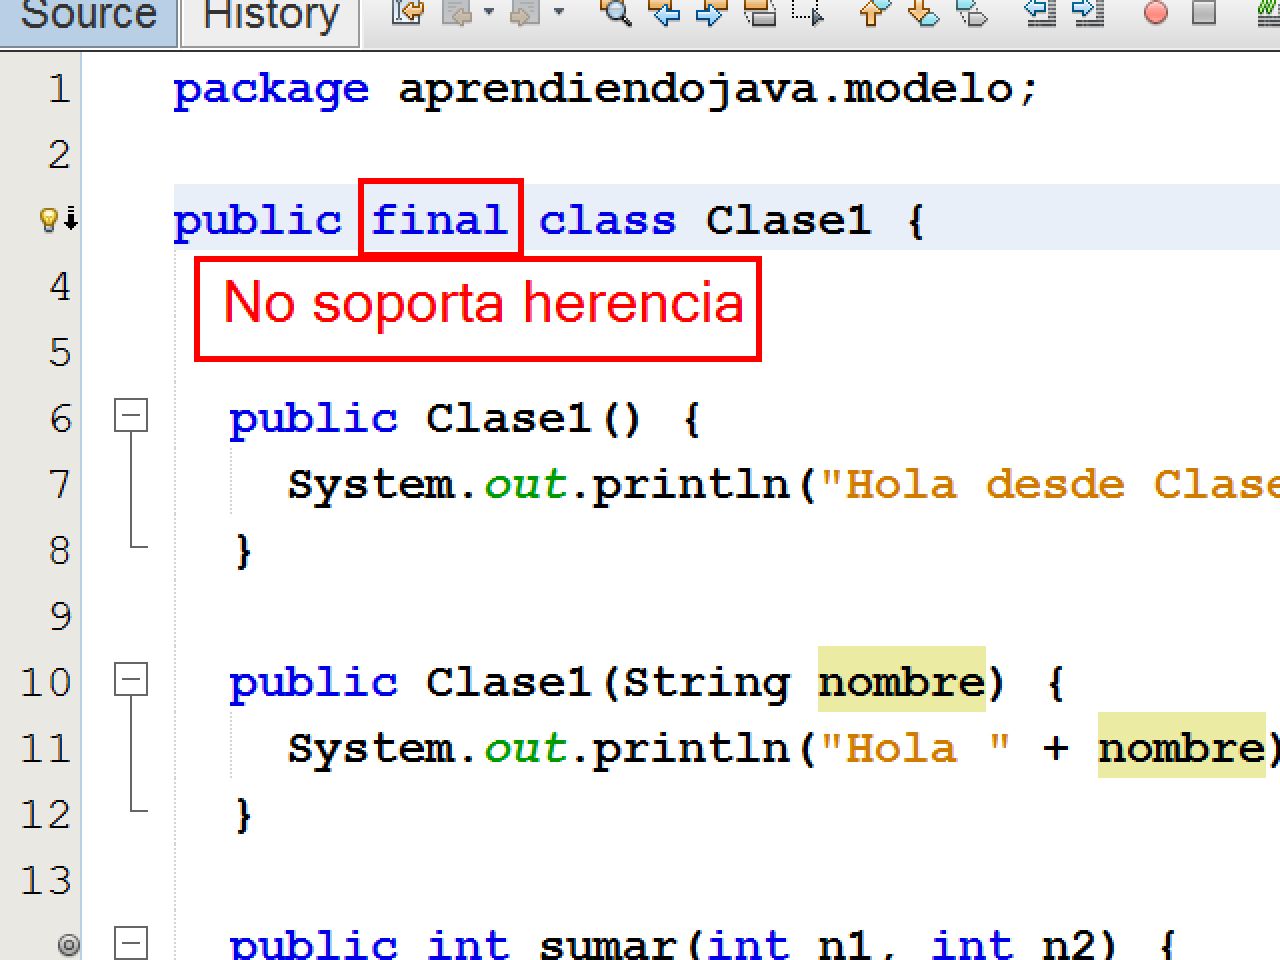 Source History
1 package aprendiendojava.modelo;
2
public final class Clase1 {
4 No soporta herencia
5
6 public Clase1() {
7 System.out.println("Hola desde Clase
8 }
9
10 public Clase1(String nombre) {
11 System.out.println("Hola " + nombre)
12 }
13
public int sumar(int n1, int n2) {